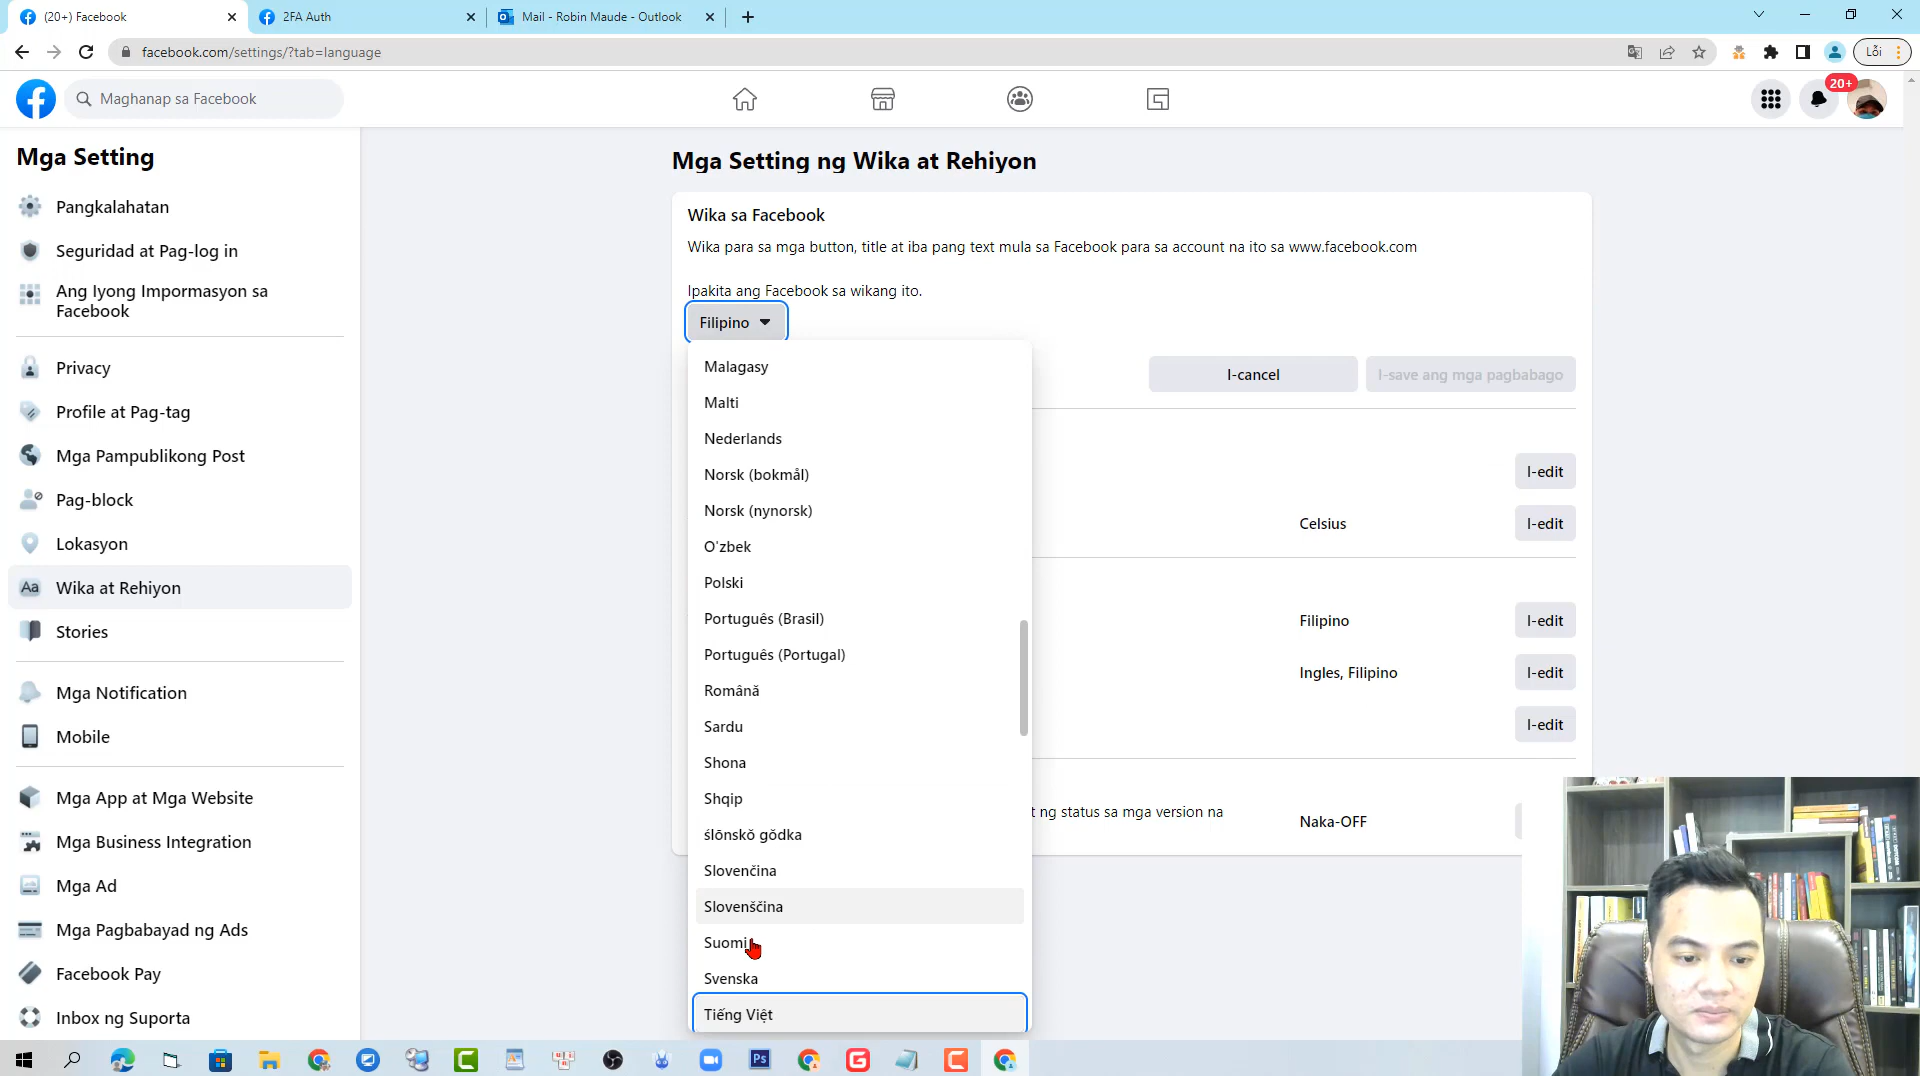 (20+) Facebook
2FA Auth
Mail - Robin Maude - Outlook
facebook.com/settings/?tab=language
Lỗi
Maghanap sa Facebook
20+
Mga Setting
Pangkalahatan
Seguridad at Pag-log in
Ang Iyong Impormasyon sa
Facebook
Privacy
Profile at Pag-tag
Mga Pampublikong Post
Pag-block
Lokasyon
Aa Wika at Rehiyon
Stories
Mga Notification
Mobile
Mga App at Mga Website
Mga Business Integration
Mga Ad
Mga Pagbabayad ng Ads
Facebook Pay
Inbox ng Suporta
Mga Setting ng Wika at Rehiyon
Wika sa Facebook
Wika para sa mga button, title at iba pang text mula sa Facebook para sa account na ito sa www.facebook.com
Ipakita ang Facebook sa wikang ito.
Filipino
Malagasy
Malti
Nederlands
Norsk (bokmål)
Norsk (nynorsk)
O'zbek
Polski
Português (Brasil)
Português (Portugal)
Română
Sardu
Shona
Shqip
ślōnskŏ gŏdka
Slovenčina
Slovenščina
Suomi
Svenska
Tiếng Việt
I-cancel
I-save ang mga pagbabago
I-edit
Celsius
I-edit
Filipino
I-edit
Ingles, Filipino
I-edit
I-edit
t ng status sa mga version na
Naka-OFF
Ps